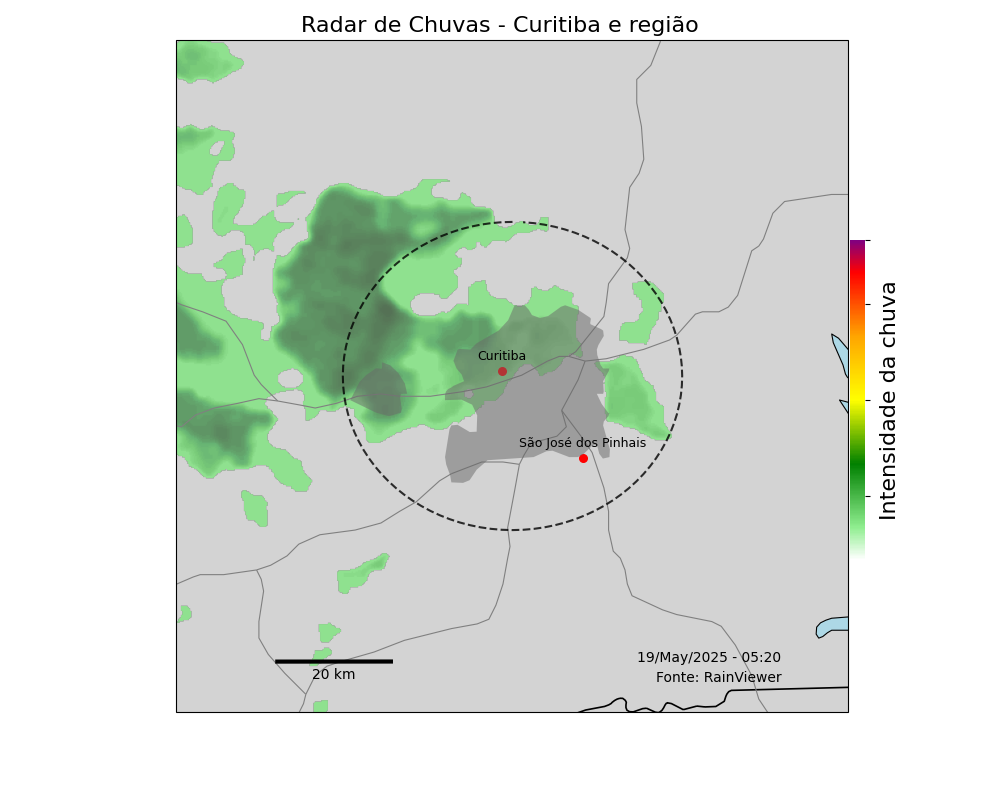 Radar de Chuvas - Curitiba e região
Curitiba
São José dos Pinhais
Intensidade da chuva
19/May/2025 - 05:20
Fonte: RainViewer
20 km